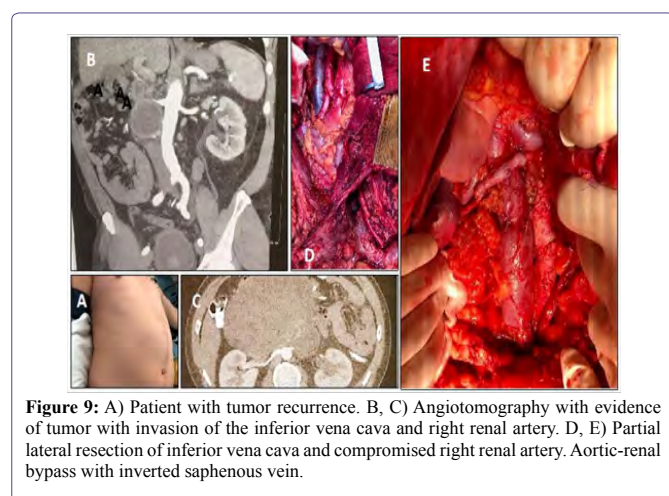 B
E
D
A
C
Figure 9: A) Patient with tumor recurrence. B, C) Angiotomography with evidence
of tumor with invasion of the inferior vena cava and right renal artery. D, E) Partial
lateral resection of inferior vena cava and compromised right renal artery. Aortic-renal
bypass with inverted saphenous vein.